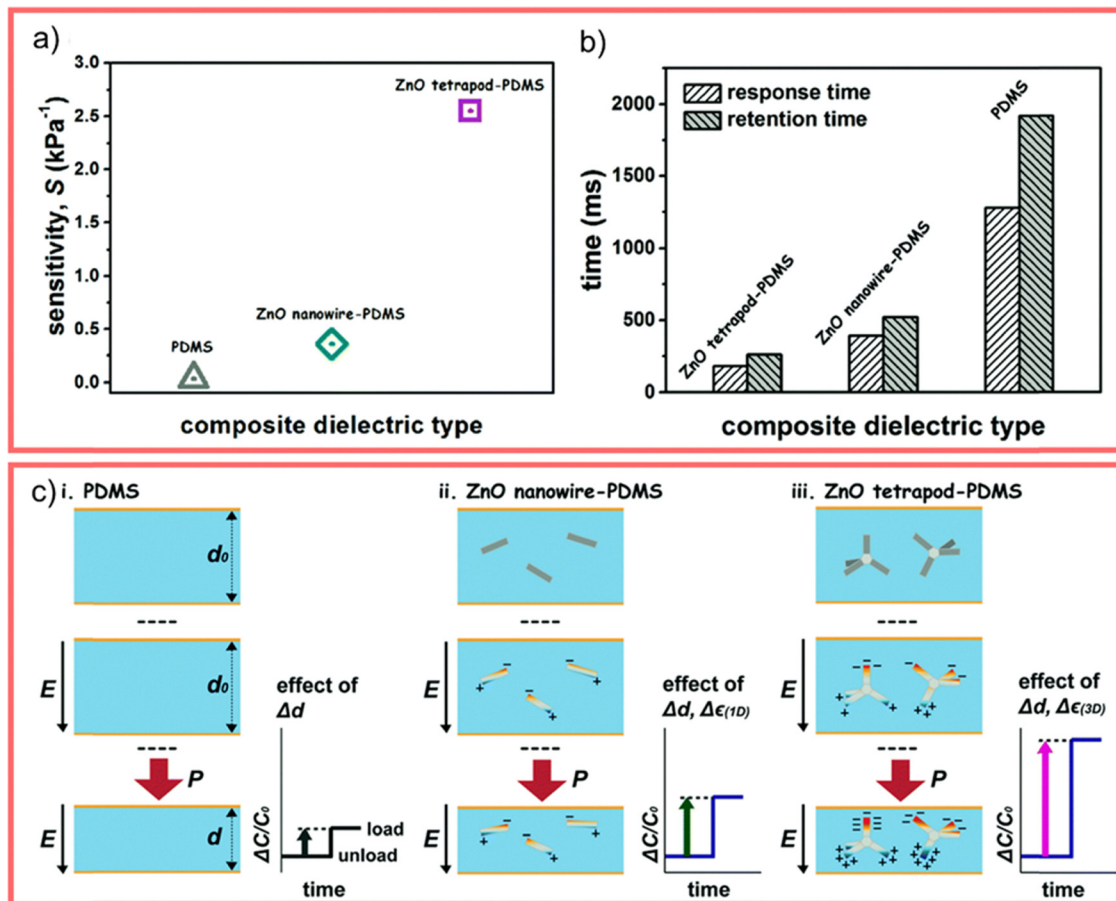 a)
3.0
2.5
2.0
1.5
1.0
0.5
0.0
sensitivity, S (kPa⁻¹)
ZnO tetrapod-PDMS
ZnO nanowire-PDMS
PDMS
composite dielectric type
b)
response time
retention time
2000
1500
1000
500
0
time (ms)
ZnO tetrapod-PDMS
ZnO nanowire-PDMS
PDMS
composite dielectric type
c)
i. PDMS
d₀
E
d₀
P
E
d
effect of
Δd
ΔC/C₀
load
unload
time
ii. ZnO nanowire-PDMS
E
P
E
effect of
Δd, Δϵ(1D)
ΔC/C₀
time
iii. ZnO tetrapod-PDMS
E
P
E
effect of
Δd, Δϵ(3D)
ΔC/C₀
time